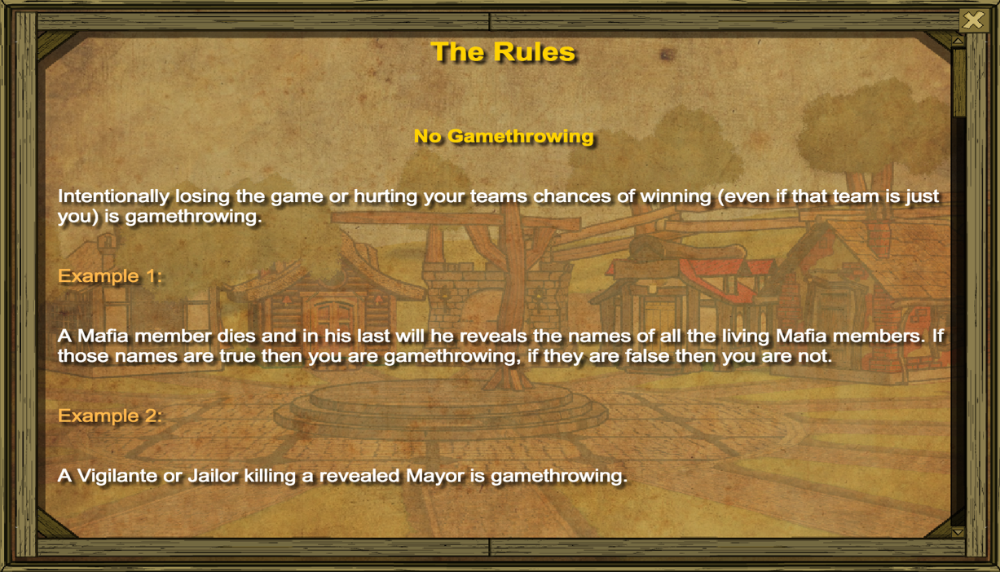 The Rules
No Gamethrowing
Intentionally losing the game or hurting your teams chances of winning (even if that team is just
you) is gamethrowing.
Example 1:
A Mafia member dies and in his last will he reveals the names of all the living Mafia members. If
those names are true then you are gamethrowing, if they are false then you are not.
Example 2:
A Vigilante or Jailor killing a revealed Mayor is gamethrowing.